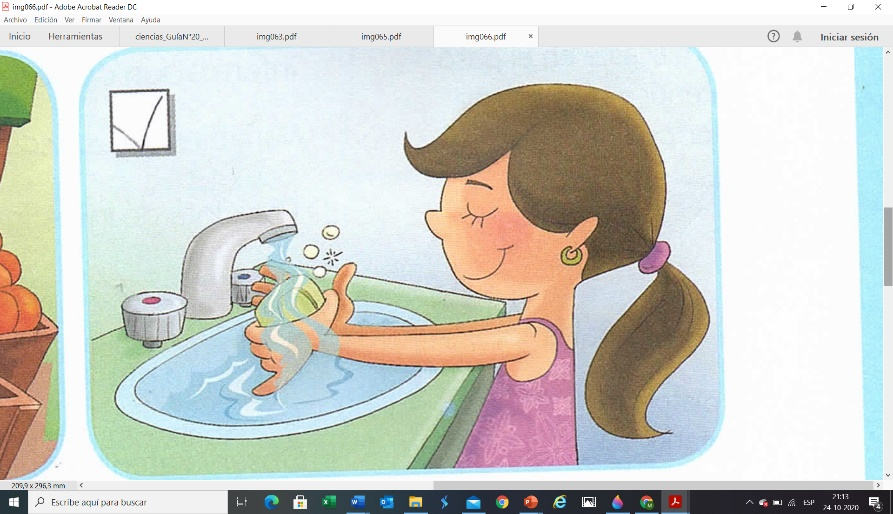 img066.pdf - Adobe Acrobat Reader DC
Archivo Edición Ver Firmar Ventana Ayuda
Inicio Herramientas ciencias_GuíaN°20_... img063.pdf img065.pdf img066.pdf × ? Iniciar sesión
209,9 x 296,3 mm
Escribe aquí para buscar
ESP
21:13
24-10-2020
4